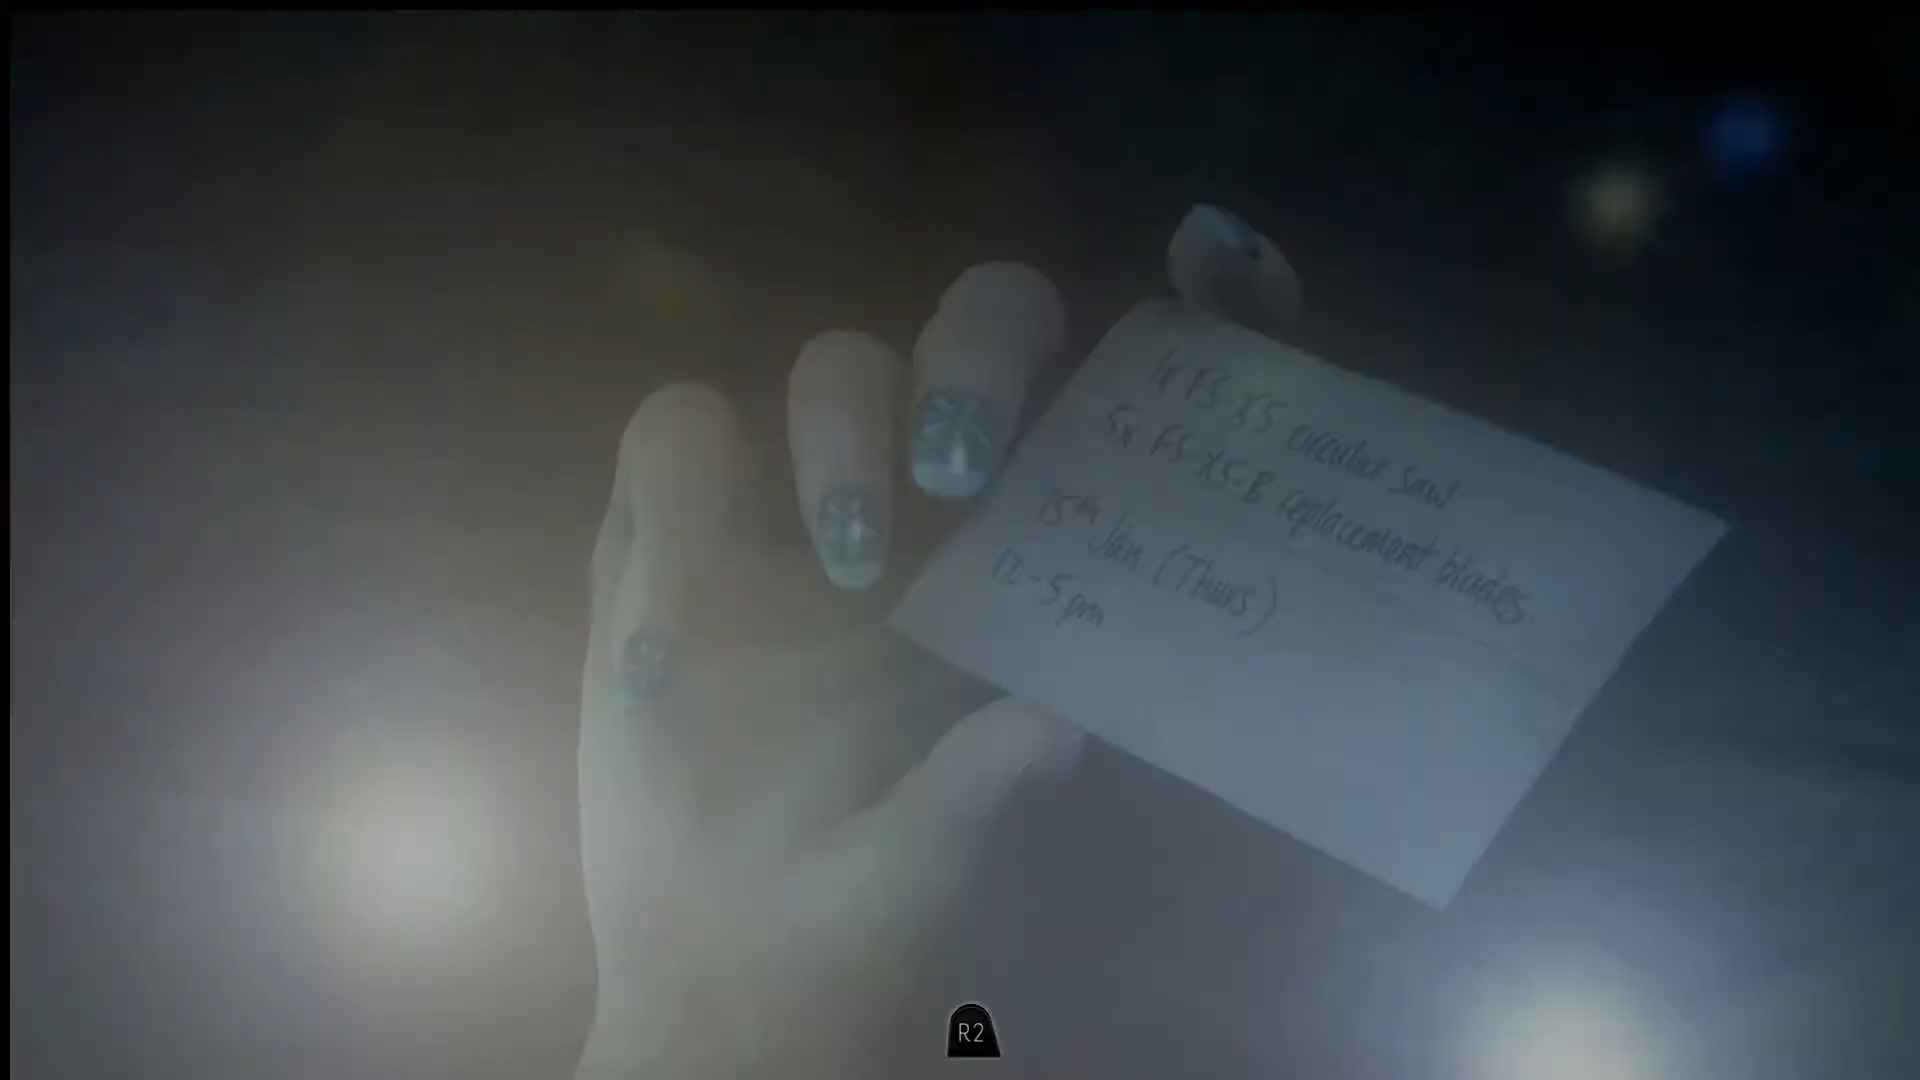 1x FS-XS circular saw
5x FS-XS-B replacement blades
15th Jan (Thurs)
12-5pm
R2